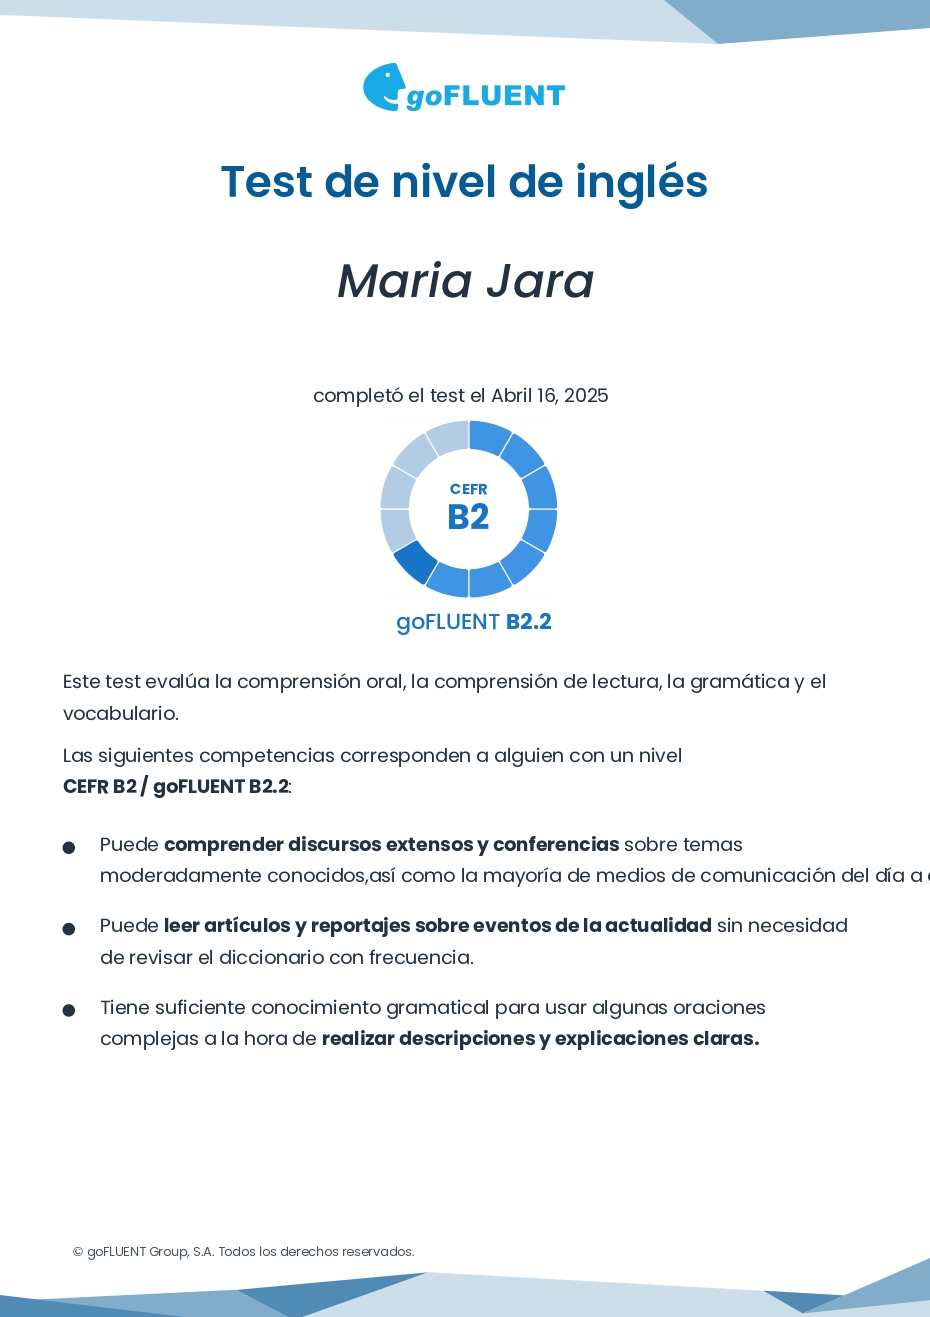 goFLUENT
Test de nivel de inglés
Maria Jara
completó el test el Abril 16, 2025
CEFR
B2
goFLUENT B2.2
Este test evalúa la comprensión oral, la comprensión de lectura, la gramática y el
vocabulario.
Las siguientes competencias corresponden a alguien con un nivel
CEFR B2 / goFLUENT B2.2:
● Puede comprender discursos extensos y conferencias sobre temas
moderadamente conocidos,así como la mayoría de medios de comunicación del día a
● Puede leer artículos y reportajes sobre eventos de la actualidad sin necesidad
de revisar el diccionario con frecuencia.
● Tiene suficiente conocimiento gramatical para usar algunas oraciones
complejas a la hora de realizar descripciones y explicaciones claras.
© goFLUENT Group, S.A. Todos los derechos reservados.